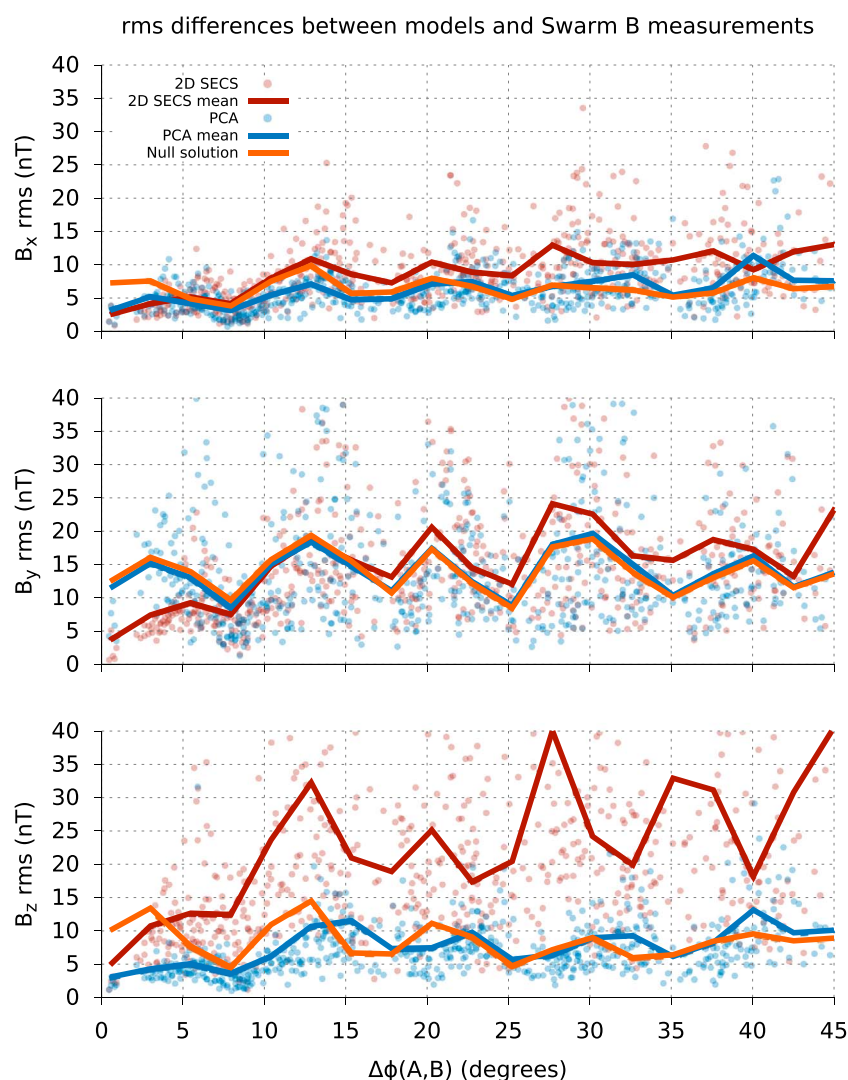 rms differences between models and Swarm B measurements
40
35
30
25
20
15
10
5
0
Bx rms (nT)
2D SECS
2D SECS mean
PCA
PCA mean
Null solution
40
35
30
25
20
15
10
5
0
By rms (nT)
40
35
30
25
20
15
10
5
0
Bz rms (nT)
0 5 10 15 20 25 30 35 40 45
Δϕ(A,B) (degrees)